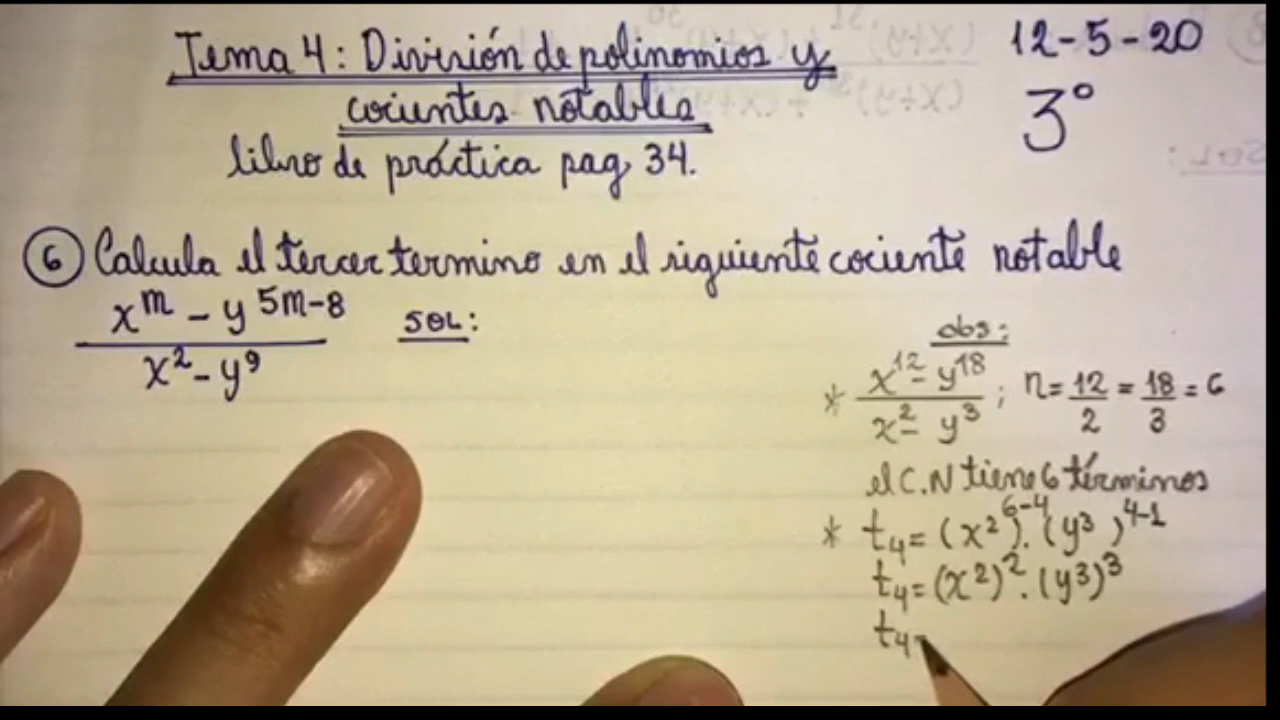 Tema 4: División de polinomios y
cocientes notables
libro de práctica pag 34.
12-5-20
3°
6 Calcula el tercer termino en el siguiente cociente notable
x^m - y^(5m-8)
x^2 - y^9
SOL:
obs:
* x^12 - y^18
x^2 - y^3 ; n = 12/2 = 18/3 = 6
el C.N tiene 6 términos
* t4 = (x^2)^(6-4) . (y^3)^(4-1)
t4 = (x^2)^2 . (y^3)^3
t4 =